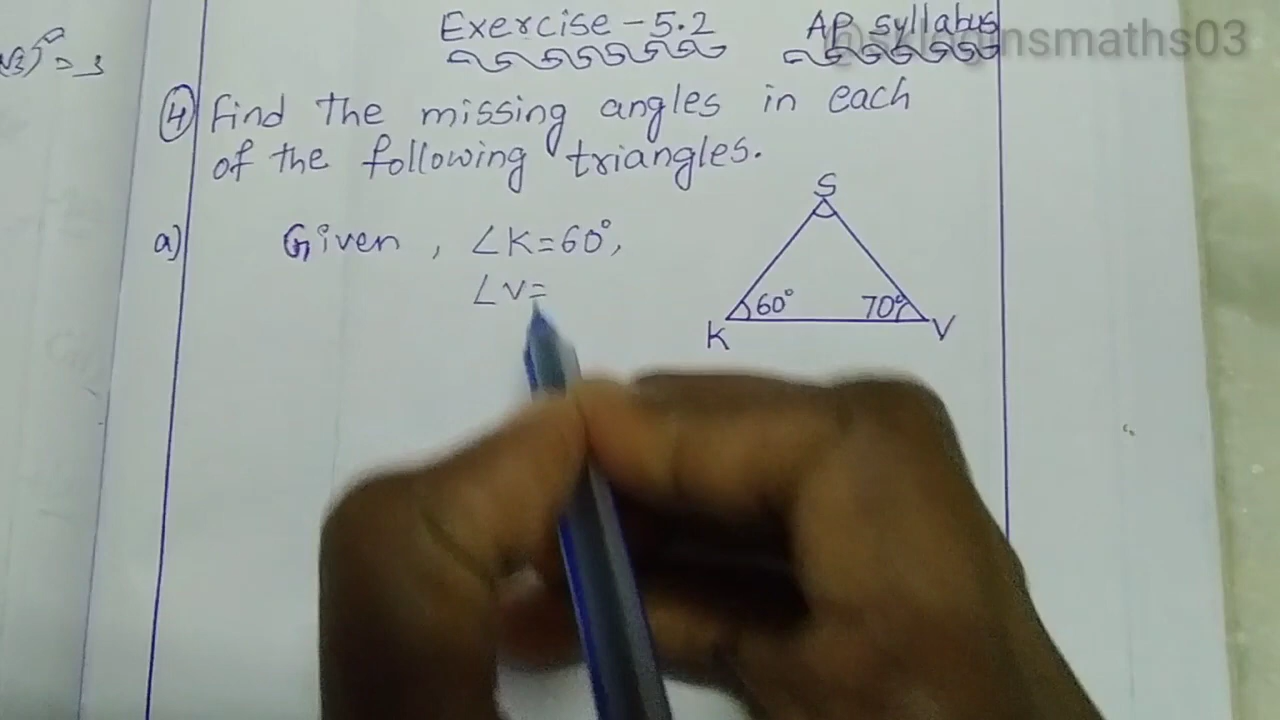 Exercise - 5.2
AP syllabus
maths03
④ Find the missing angles in each
of the following triangles.
a) Given, ∠K=60°,
∠V=
S
60°
70°
K
V